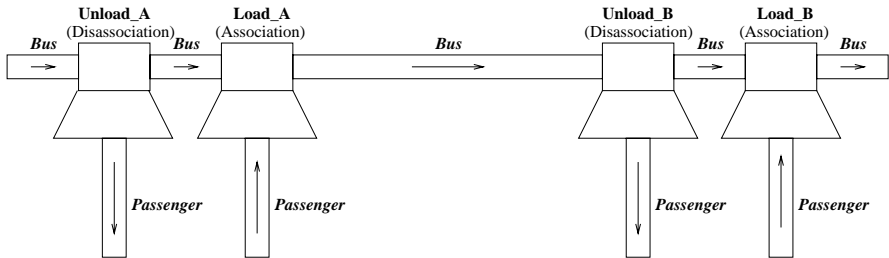 Unload_A
(Disassociation)
Load_A
(Association)
Unload_B
(Disassociation)
Load_B
(Association)
Bus
Bus
Bus
Bus
Bus
Passenger
Passenger
Passenger
Passenger